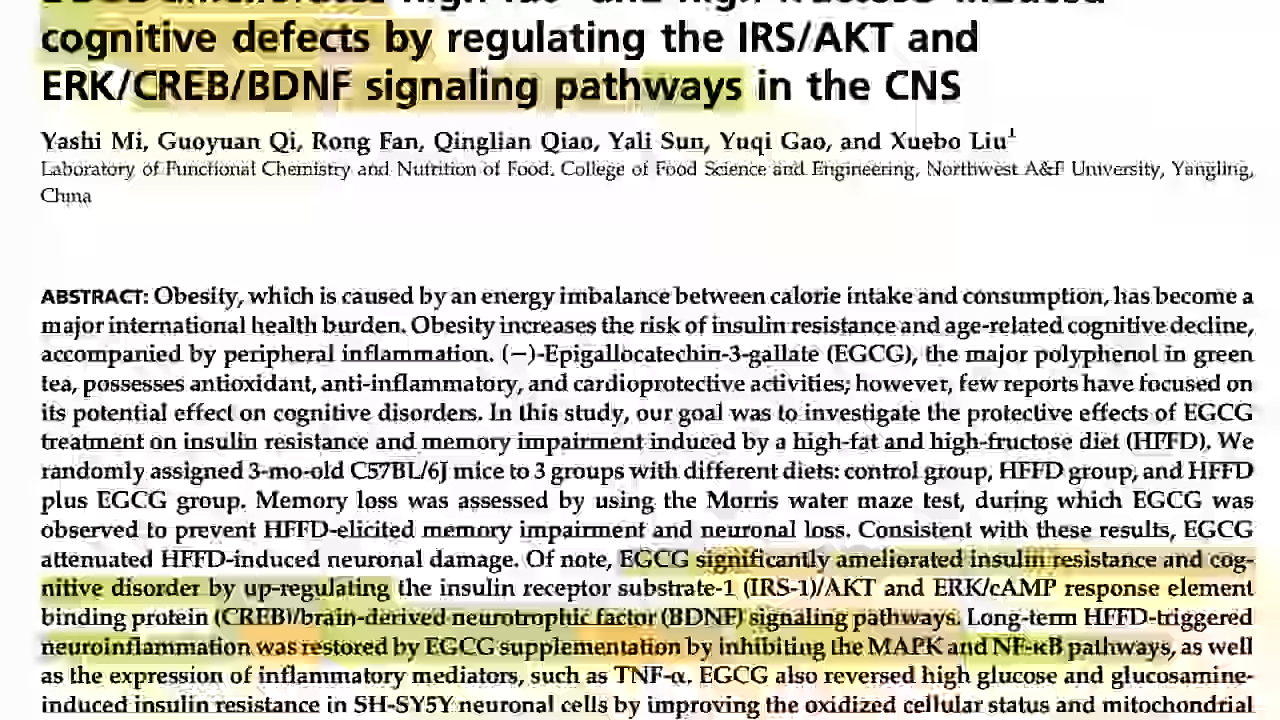 cognitive defects by regulating the IRS/AKT and
ERK/CREB/BDNF signaling pathways in the CNS
Yashi Mi, Guoyuan Qi, Rong Fan, Qinglian Qiao, Yali Sun, Yuqi Gao, and Xuebo Liu¹
Laboratory of Functional Chemistry and Nutrition of Food, College of Food Science and Engineering, Northwest A&F University, Yangling,
China
ABSTRACT: Obesity, which is caused by an energy imbalance between calorie intake and consumption, has become a
major international health burden. Obesity increases the risk of insulin resistance and age-related cognitive decline,
accompanied by peripheral inflammation. (−)-Epigallocatechin-3-gallate (EGCG), the major polyphenol in green
tea, possesses antioxidant, anti-inflammatory, and cardioprotective activities; however, few reports have focused on
its potential effect on cognitive disorders. In this study, our goal was to investigate the protective effects of EGCG
treatment on insulin resistance and memory impairment induced by a high-fat and high-fructose diet (HFFD). We
randomly assigned 3-mo-old C57BL/6J mice to 3 groups with different diets: control group, HFFD group, and HFFD
plus EGCG group. Memory loss was assessed by using the Morris water maze test, during which EGCG was
observed to prevent HFFD-elicited memory impairment and neuronal loss. Consistent with these results, EGCG
attenuated HFFD-induced neuronal damage. Of note, EGCG significantly ameliorated insulin resistance and cog-
nitive disorder by up-regulating the insulin receptor substrate-1 (IRS-1)/AKT and ERK/cAMP response element
binding protein (CREB)/brain-derived neurotrophic factor (BDNF) signaling pathways. Long-term HFFD-triggered
neuroinflammation was restored by EGCG supplementation by inhibiting the MAPK and NF-κB pathways, as well
as the expression of inflammatory mediators, such as TNF-α. EGCG also reversed high glucose and glucosamine-
induced insulin resistance in SH-SY5Y neuronal cells by improving the oxidized cellular status and mitochondrial